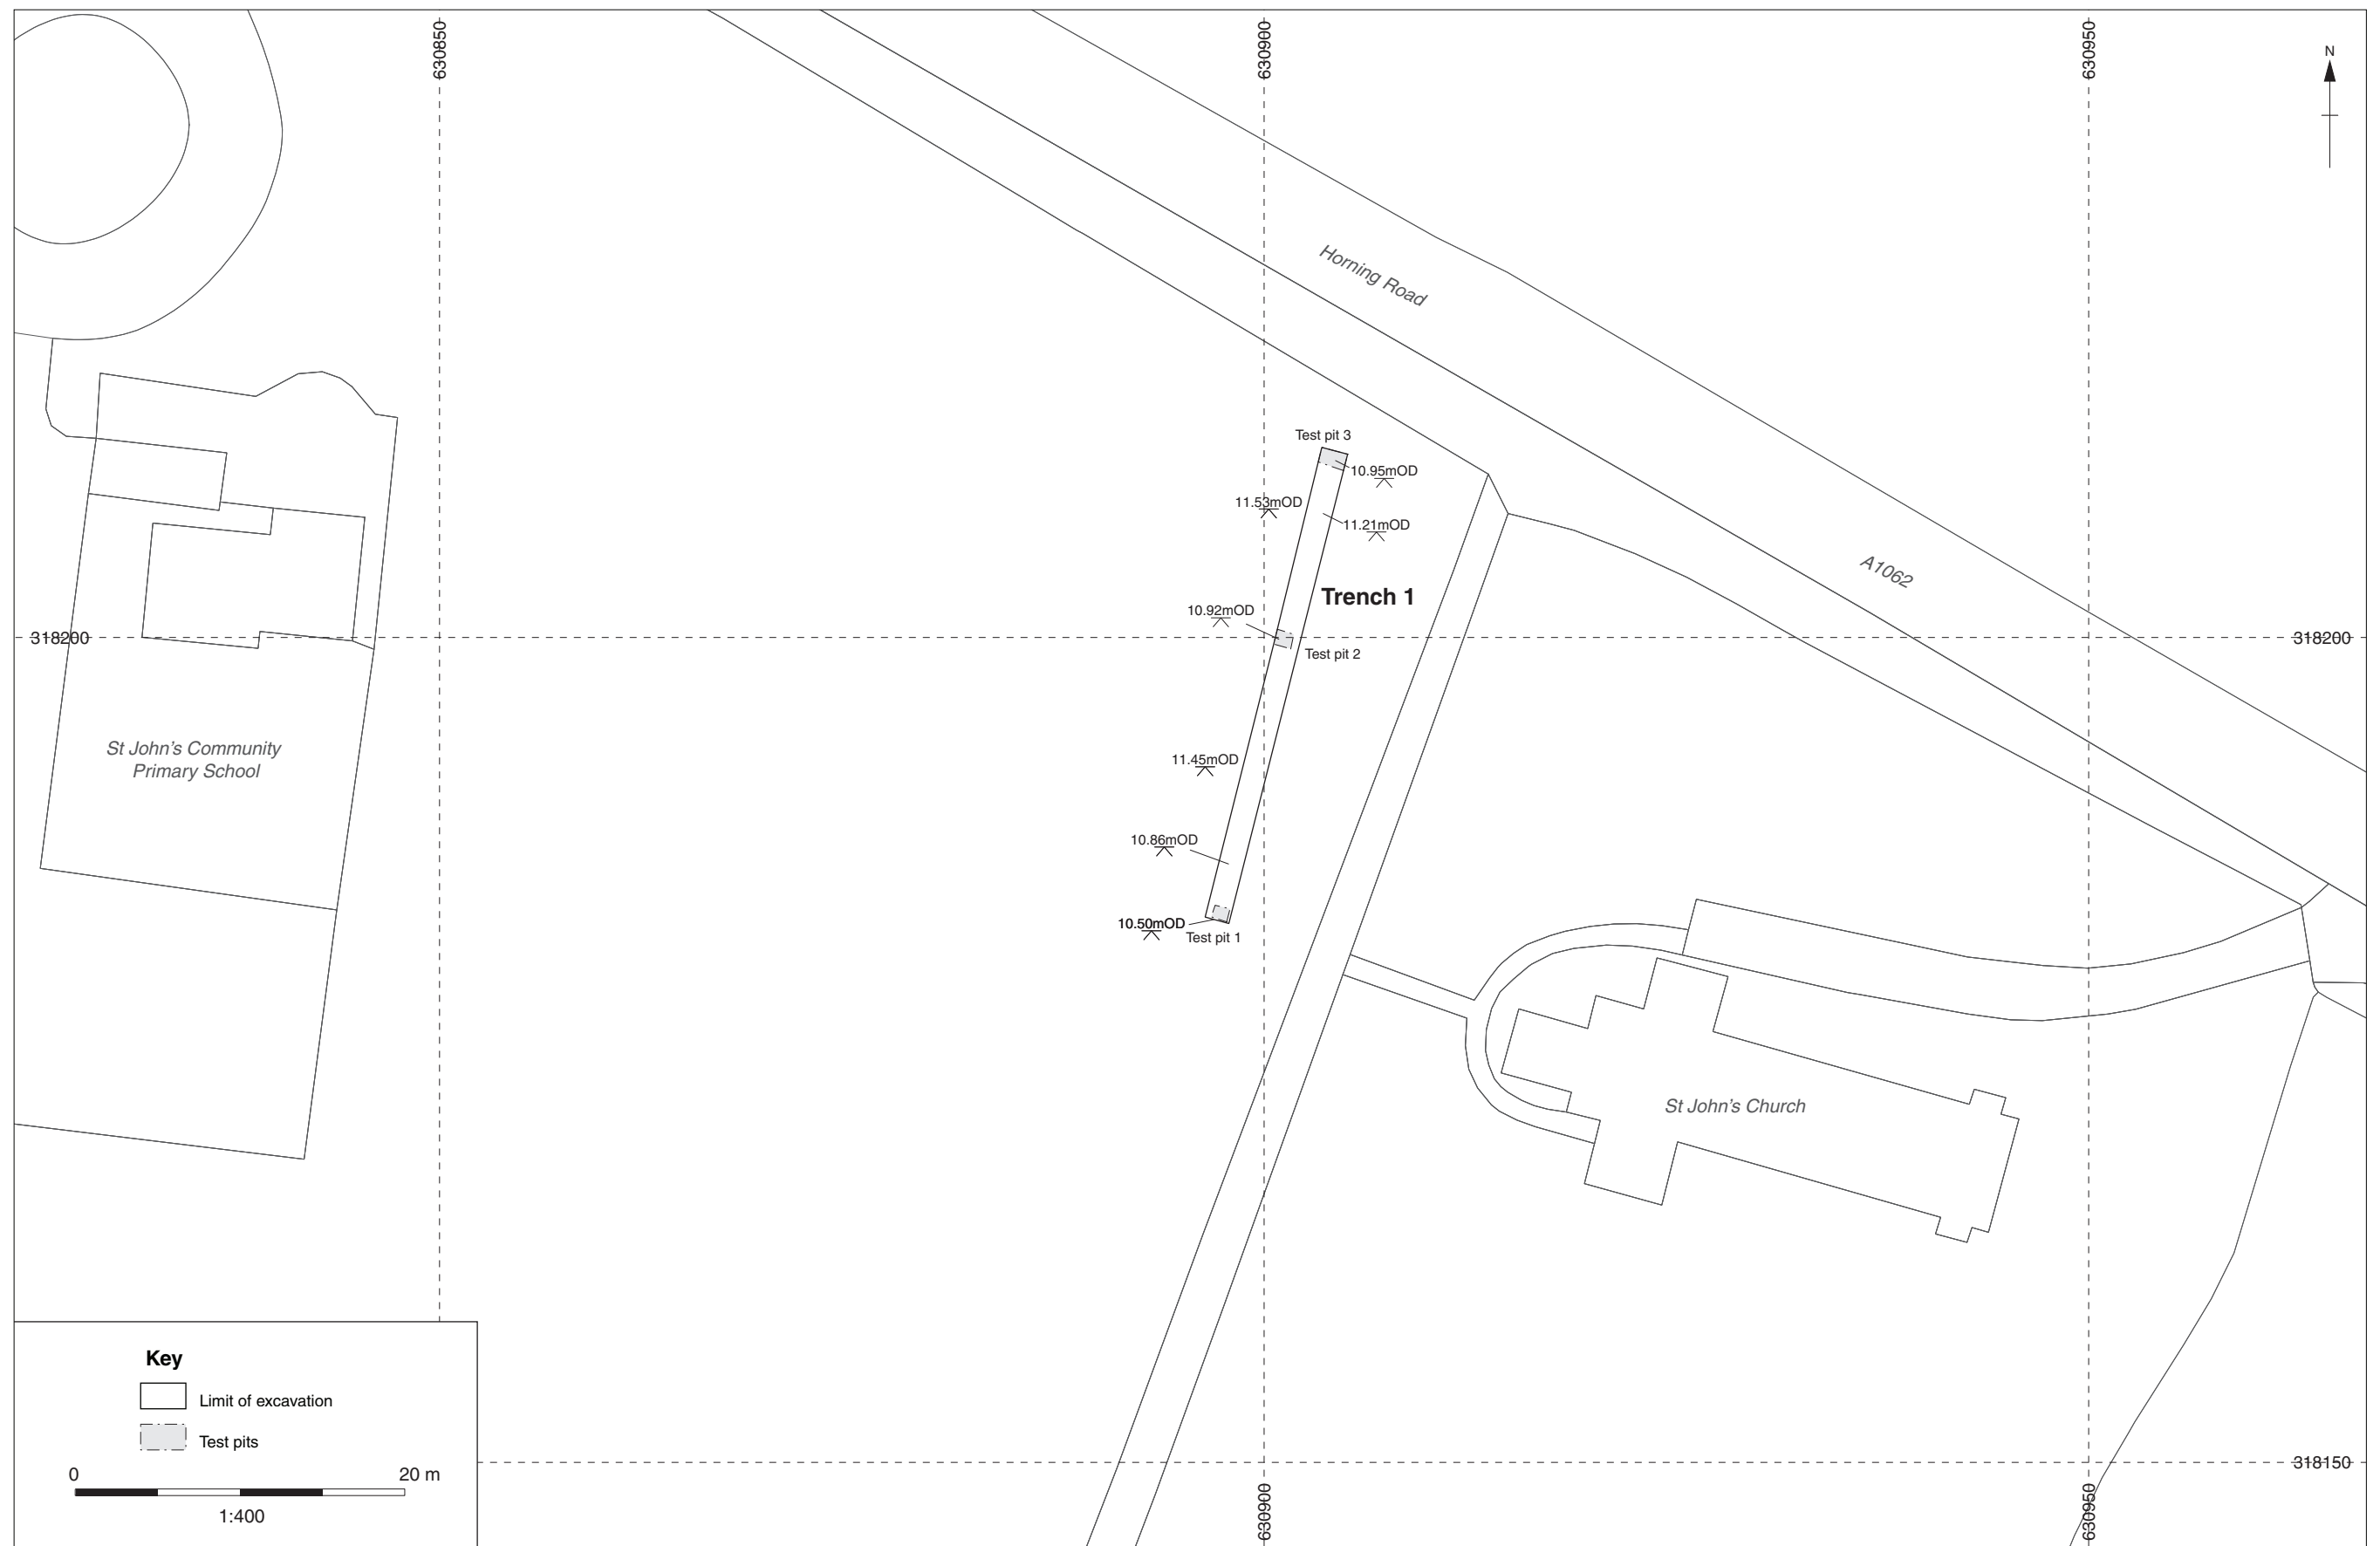 630850
630900
630950
N
Horning Road
A1062
Test pit 3
10.95mOD
11.53mOD
11.21mOD
Trench 1
10.92mOD
318200
318200
Test pit 2
St John's Community
Primary School
11.45mOD
10.86mOD
10.50mOD
Test pit 1
St John's Church
Key
Limit of excavation
Test pits
0
20 m
1:400
318150
630900
630950